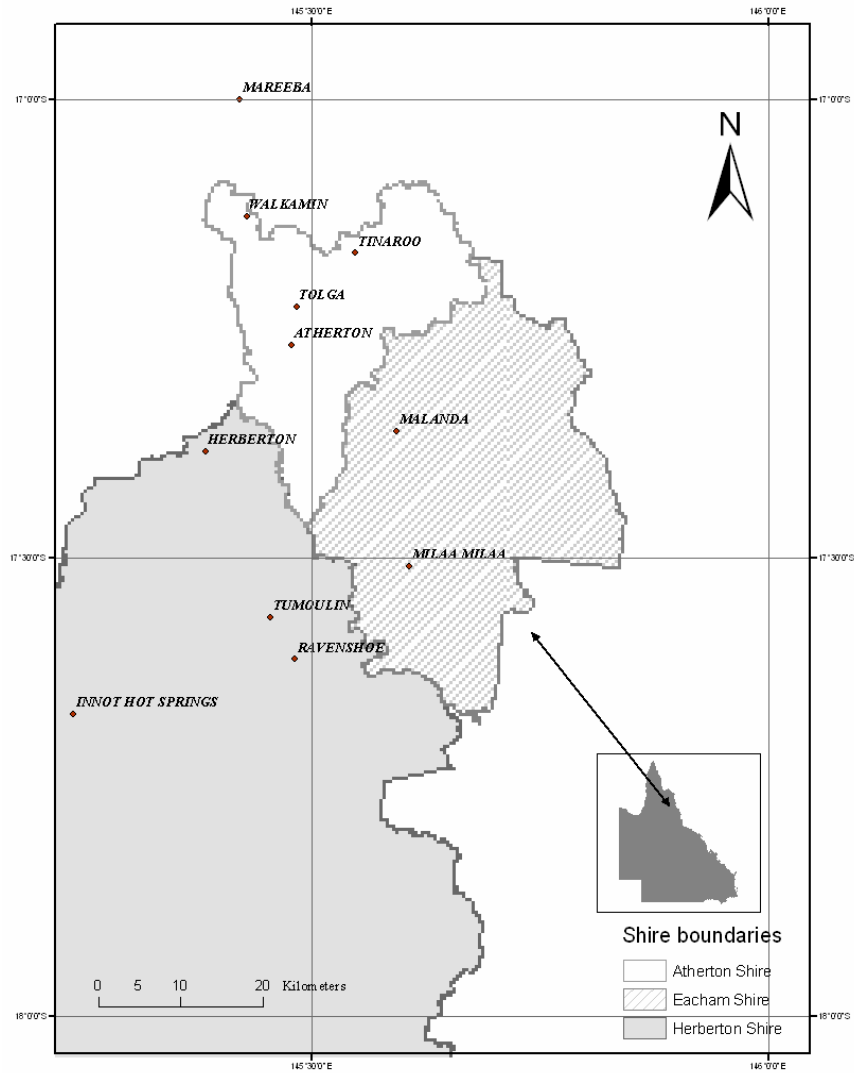 145°30'0"E
146°0'0"E
17°0'0"S
17°0'0"S
MAREEBA
N
WALKAMIN
TINAROO
TOLGA
ATHERTON
MALANDA
HERBERTON
17°30'0"S
17°30'0"S
MILAA MILAA
TUMOULIN
RAVENSHOE
INNOT HOT SPRINGS
Shire boundaries
Atherton Shire
Eacham Shire
Herberton Shire
0 5 10 20 Kilometers
18°0'0"S
18°0'0"S
145°30'0"E
146°0'0"E